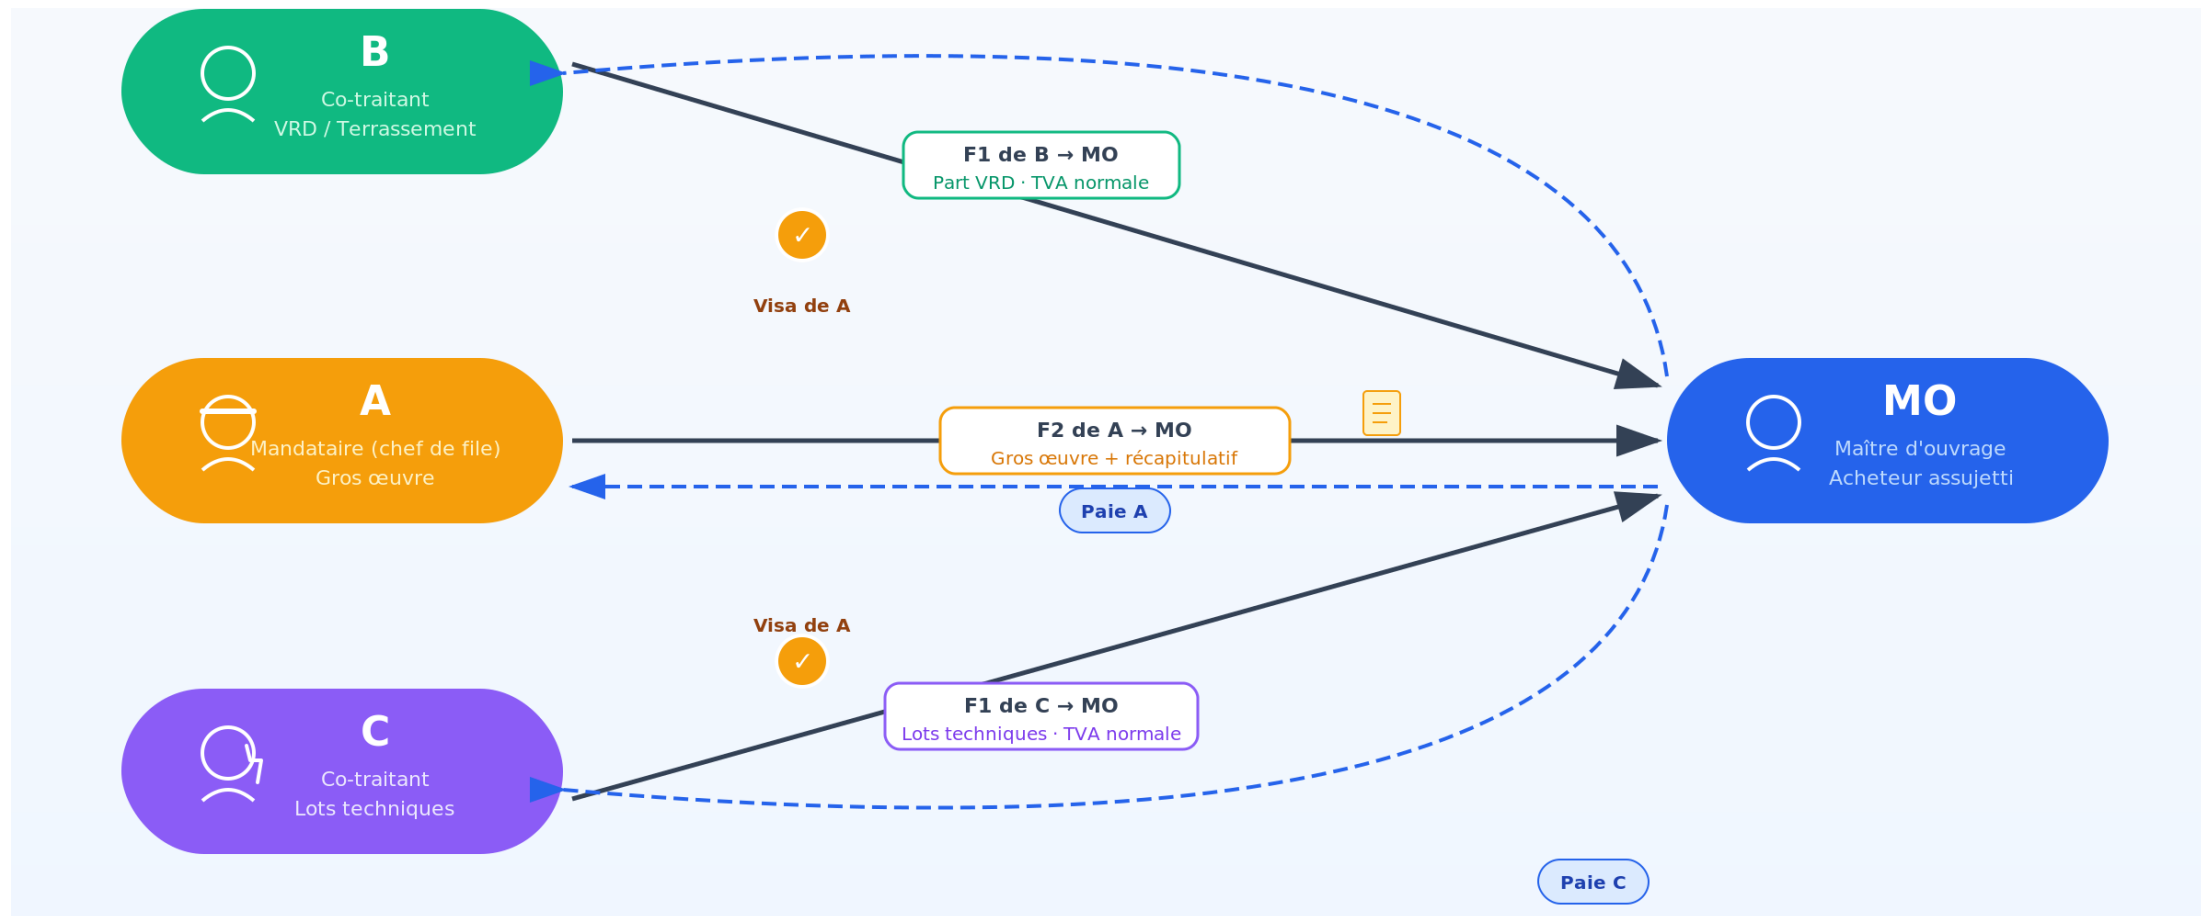 B
Co-traitant
VRD / Terrassement
F1 de B → MO
Part VRD · TVA normale
✓
Visa de A
A
Mandataire (chef de file)
Gros œuvre
F2 de A → MO
Gros œuvre + récapitulatif
MO
Maître d'ouvrage
Acheteur assujetti
Paie A
Visa de A
✓
C
Co-traitant
Lots techniques
F1 de C → MO
Lots techniques · TVA normale
Paie C